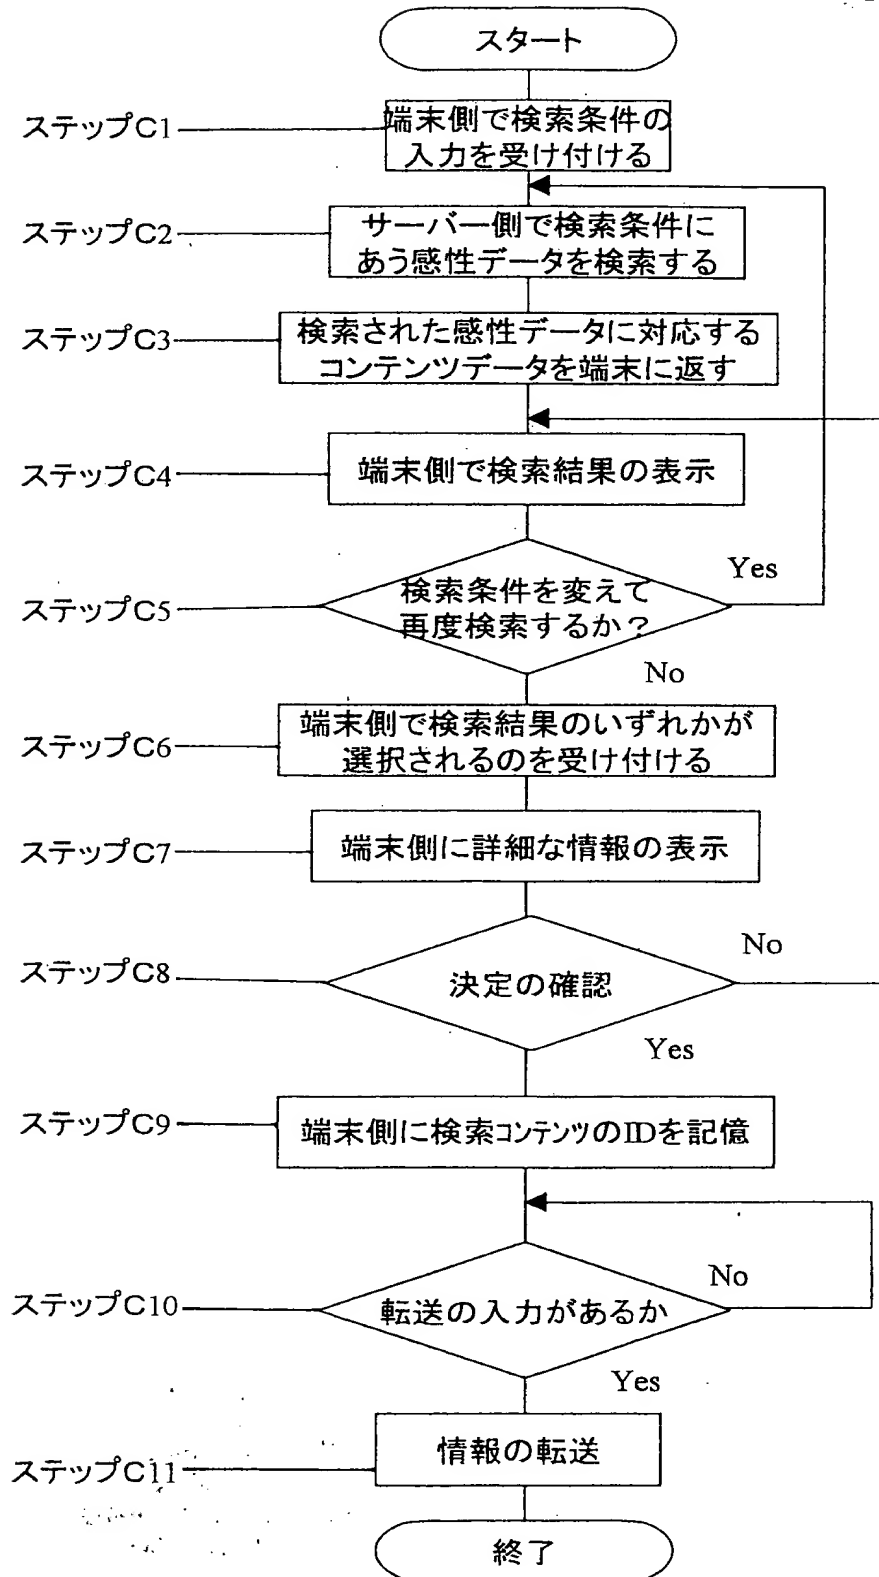 スタート
ステップC1
端末側で検索条件の
入力を受け付ける
ステップC2
サーバー側で検索条件に
あう感性データを検索する
ステップC3
検索された感性データに対応する
コンテンツデータを端末に返す
ステップC4
端末側で検索結果の表示
ステップC5
検索条件を変えて
再度検索するか？
Yes
No
ステップC6
端末側で検索結果のいずれかが
選択されるのを受け付ける
ステップC7
端末側に詳細な情報の表示
ステップC8
決定の確認
No
Yes
ステップC9
端末側に検索コンテンツのIDを記憶
ステップC10
転送の入力があるか
No
Yes
ステップC11
情報の転送
終了